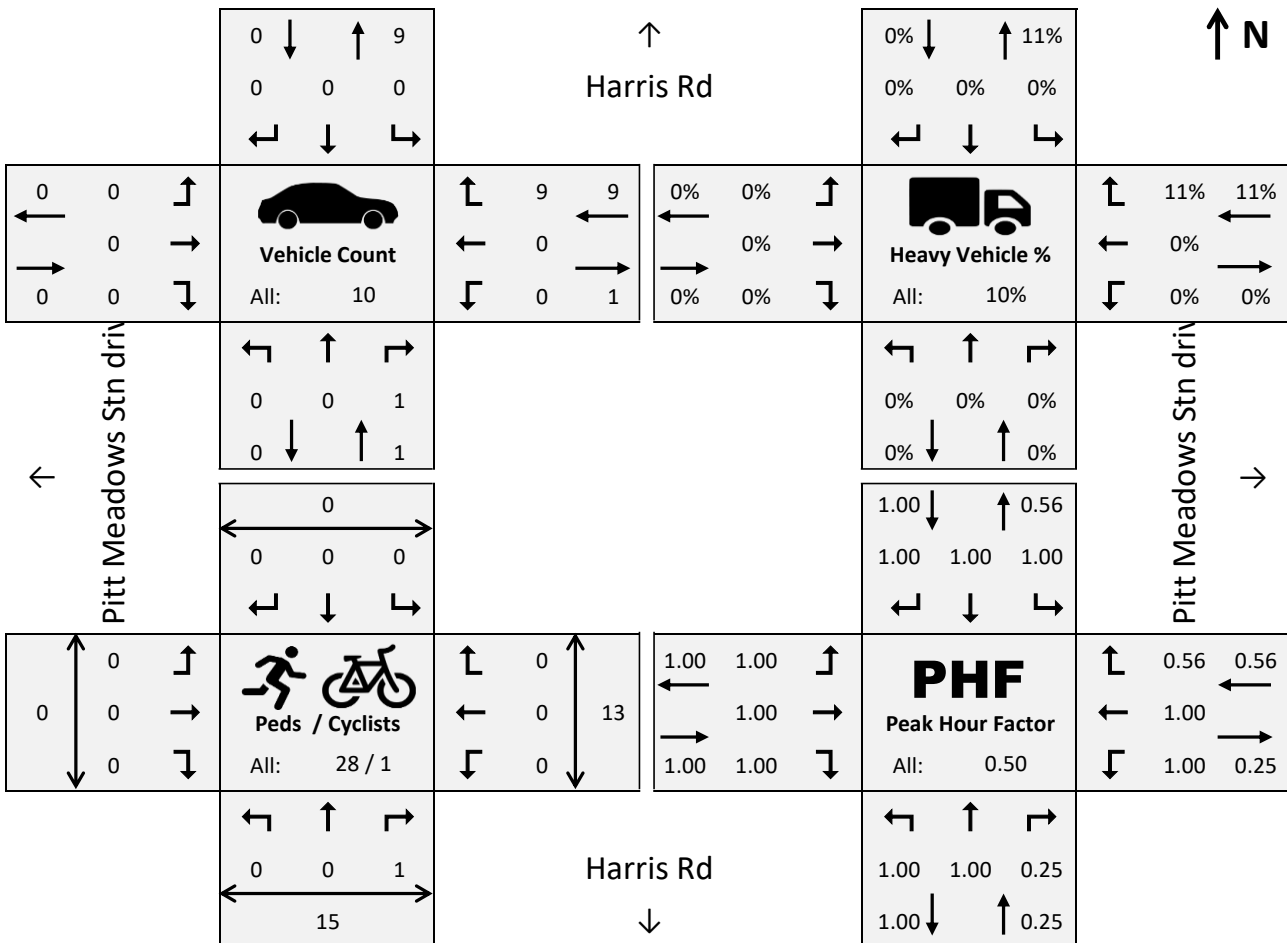 0 9 0% 11% N
Harris Rd
0 0 0 0% 0% 0%
0 0 9 9 0% 0% 11% 11%
0 0 0% 0%
Vehicle Count Heavy Vehicle %
0 0 All: 10 0 1 0% 0% All: 10% 0% 0%
Pitt Meadows Stn driv
Pitt Meadows Stn driv
0 0 1 0% 0% 0%
0 1 0% 0%
0 1.00 0.56
0 0 0 1.00 1.00 1.00
0 0 1.00 1.00 PHF 0.56 0.56
0 0 0 13 1.00 1.00
Peds / Cyclists Peak Hour Factor
0 All: 28 / 1 0 1.00 1.00 All: 0.50 1.00 0.25
0 0 1 Harris Rd 1.00 1.00 0.25
15 1.00 0.25